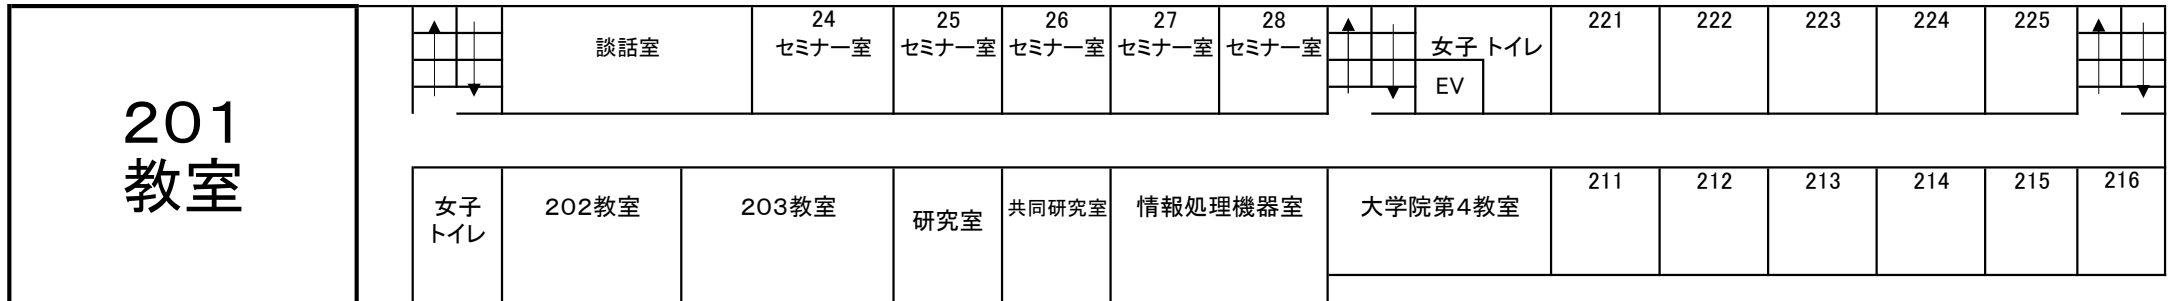 201
教室
談話室
24
セミナー室
25
セミナー室
26
セミナー室
27
セミナー室
28
セミナー室
女子 トイレ
EV
221
222
223
224
225
女子
トイレ
202教室
203教室
研究室
共同研究室
情報処理機器室
大学院第4教室
211
212
213
214
215
216